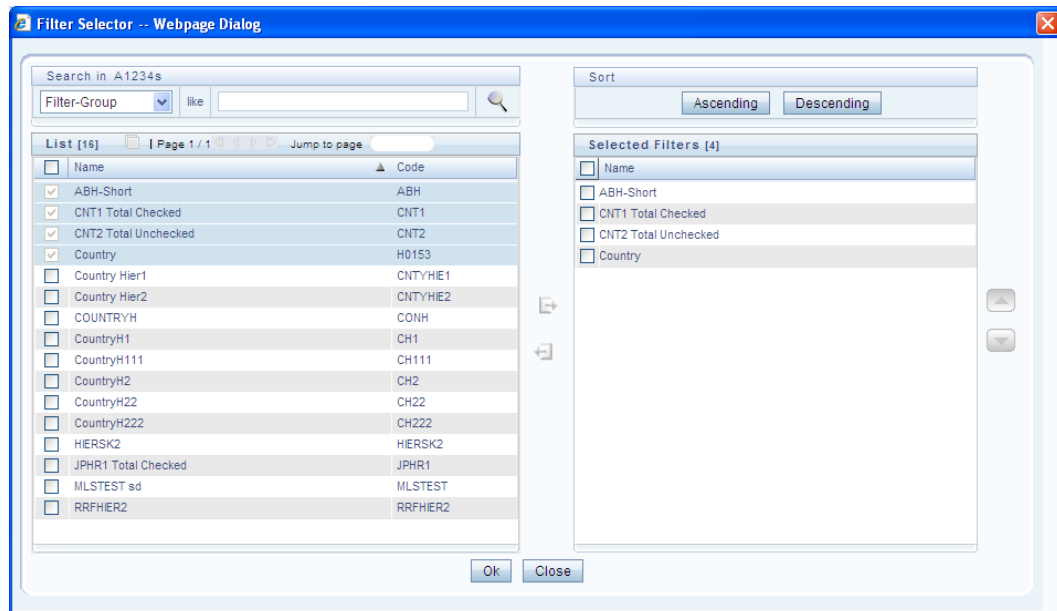 Filter Selector -- Webpage Dialog
Search in A1234s
Filter-Group like
List [16] | Page 1 / 1 Jump to page
Name Code
ABH-Short ABH
CNT1 Total Checked CNT1
CNT2 Total Unchecked CNT2
Country H0153
Country Hier1 CNTYHIE1
Country Hier2 CNTYHIE2
COUNTRYH CONH
CountryH1 CH1
CountryH111 CH111
CountryH2 CH2
CountryH22 CH22
CountryH222 CH222
HIERSK2 HIERSK2
JPHR1 Total Checked JPHR1
MLSTEST sd MLSTEST
RRFHIER2 RRFHIER2
Sort
Ascending Descending
Selected Filters [4]
Name
ABH-Short
CNT1 Total Checked
CNT2 Total Unchecked
Country
Ok Close